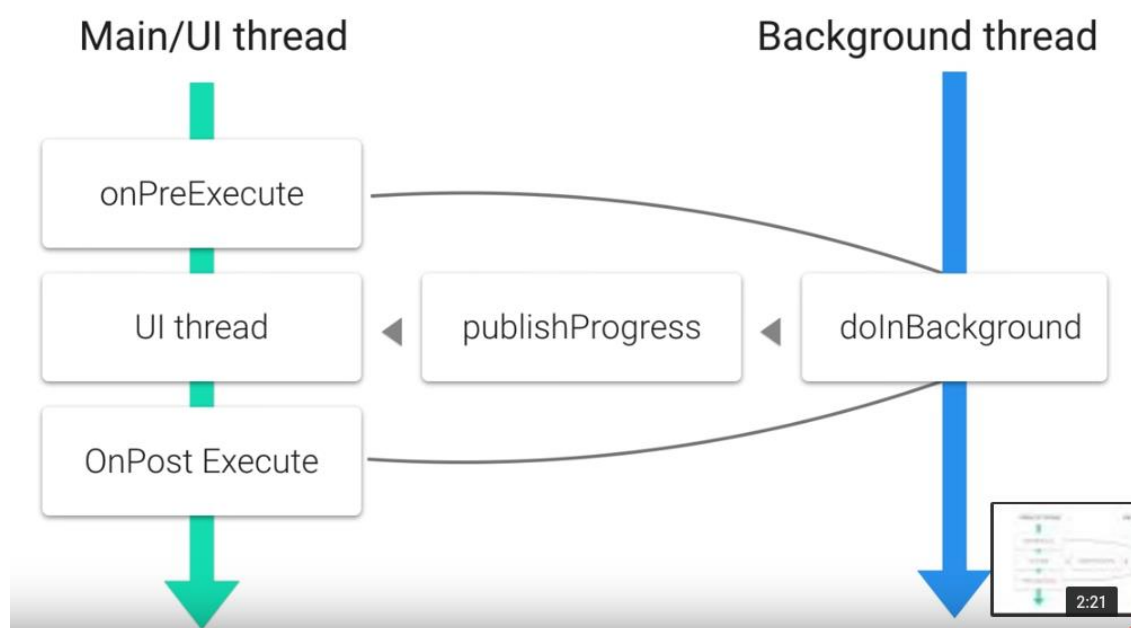 Main/UI thread
Background thread
onPreExecute
UI thread
publishProgress
doInBackground
OnPost Execute
2:21